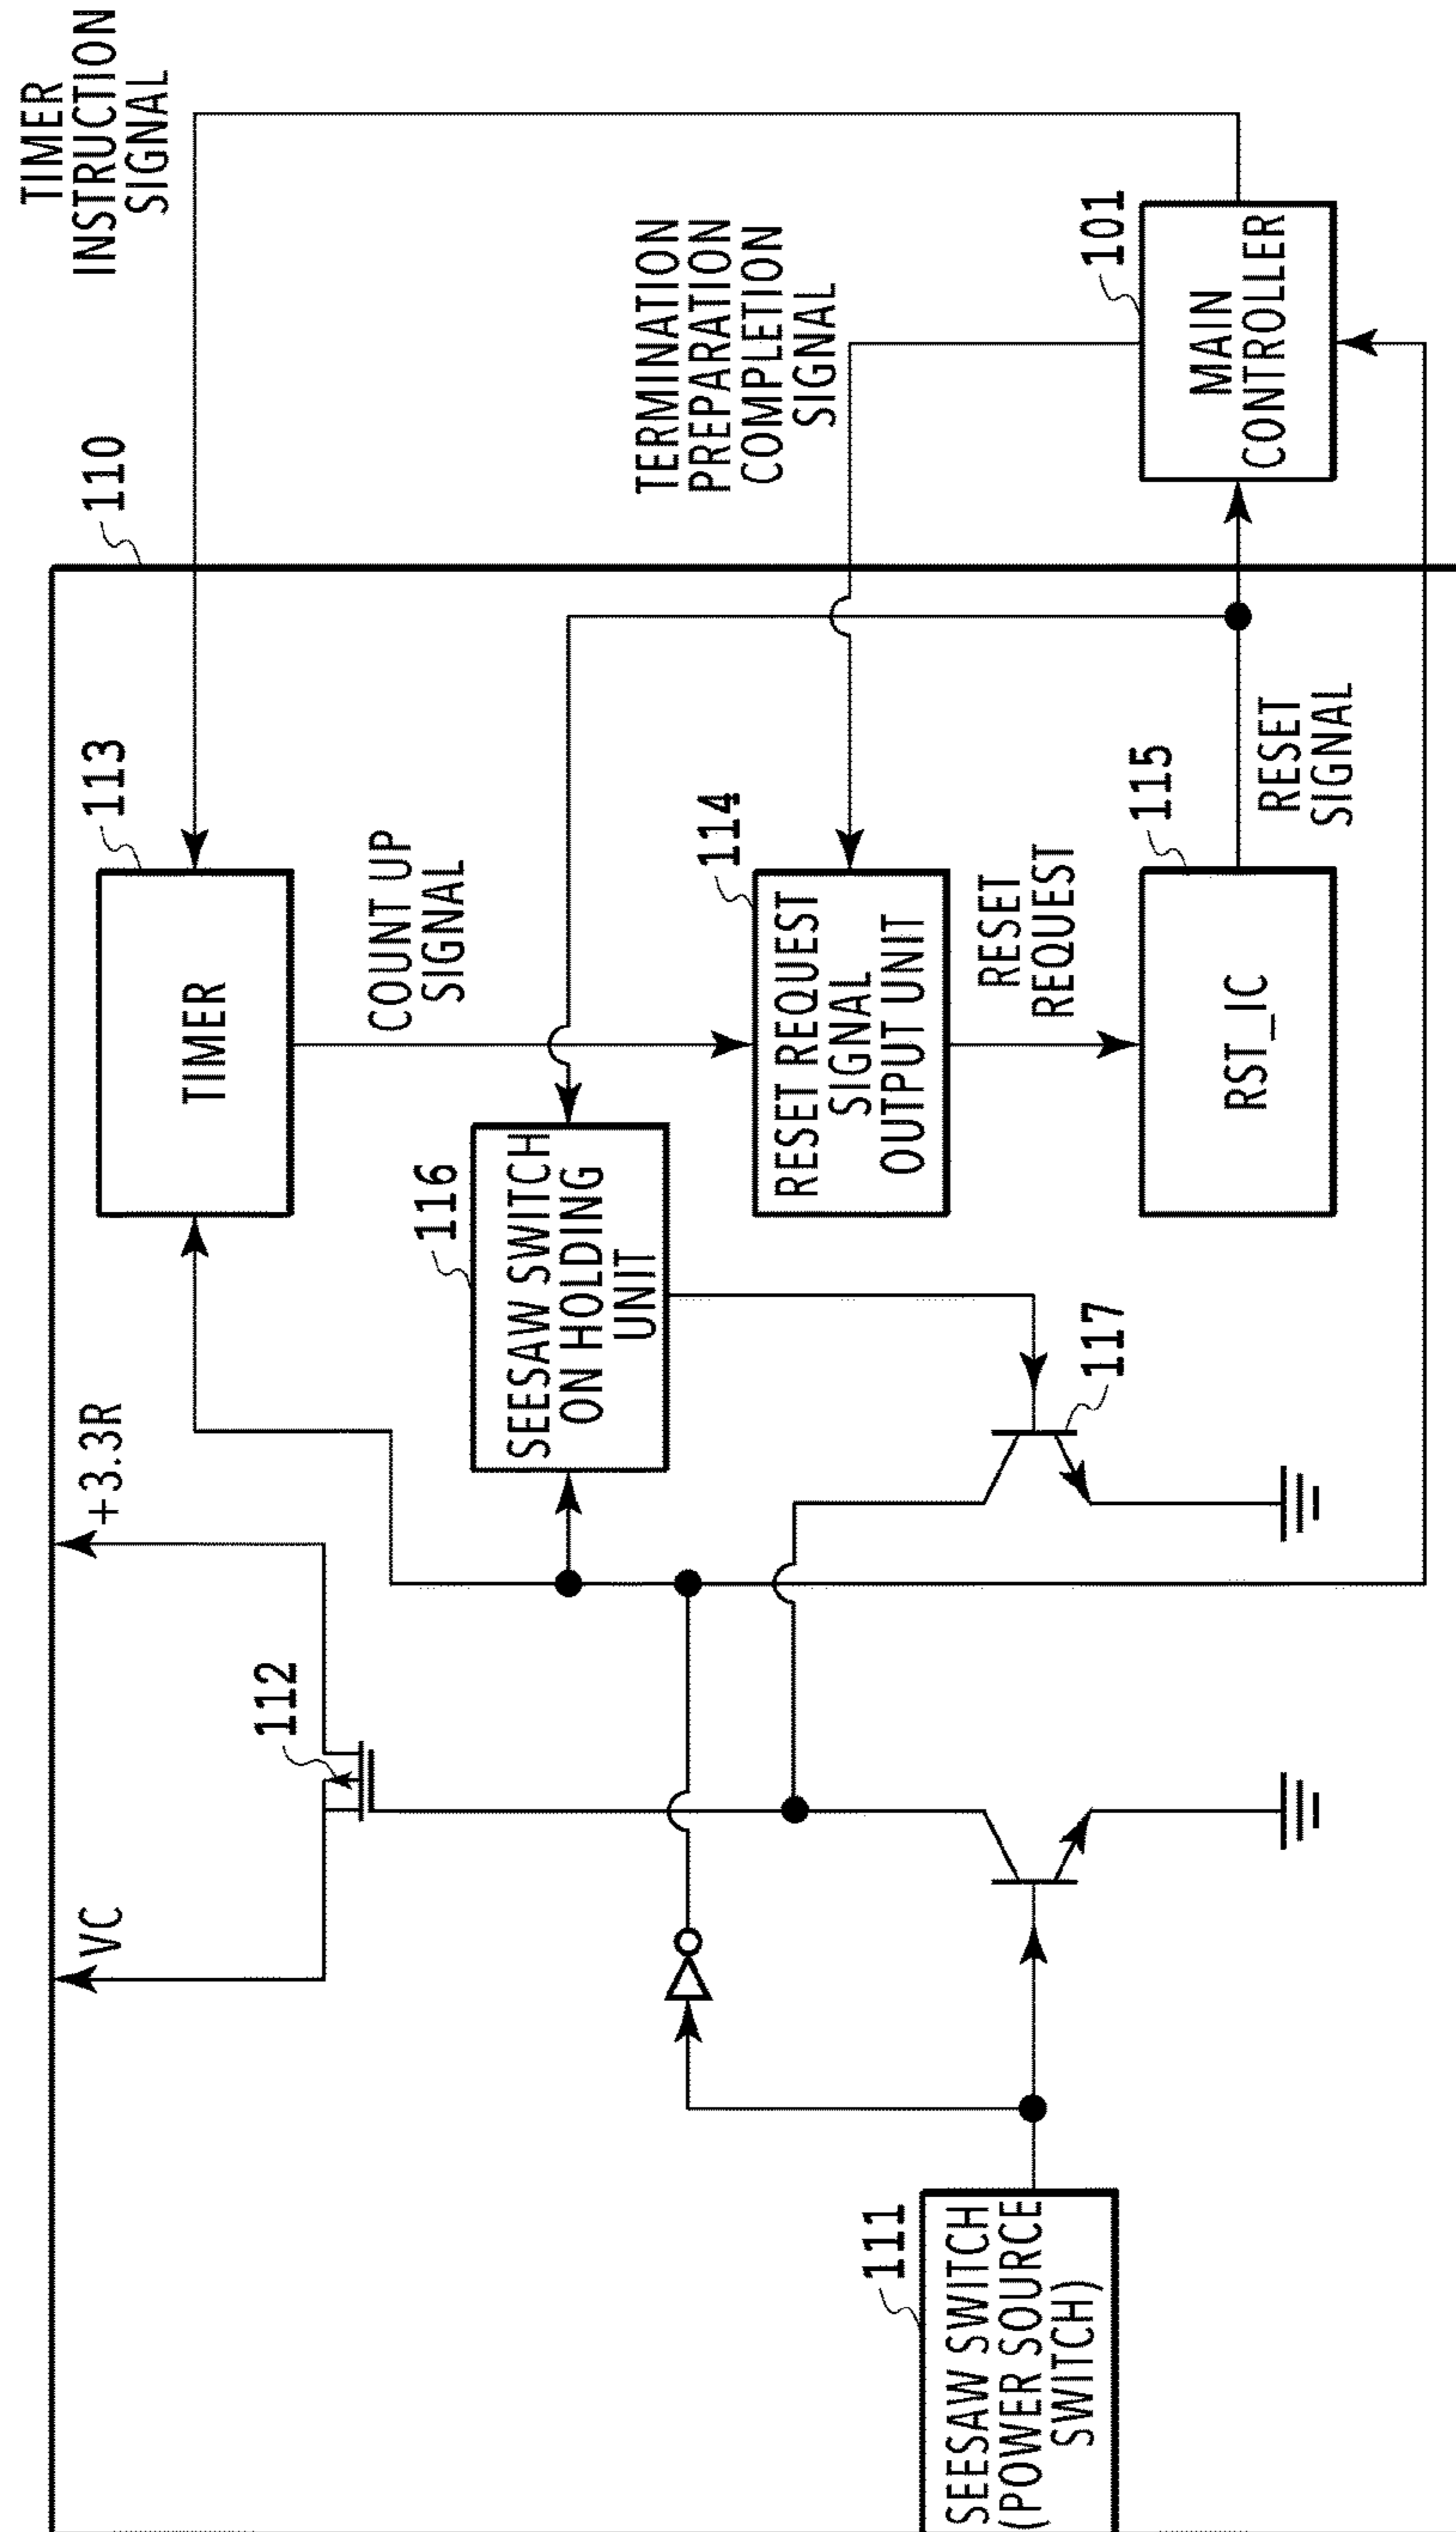 TIMER
INSTRUCTION
SIGNAL
110
TERMINATION
PREPARATION
COMPLETION
SIGNAL
101
MAIN
CONTROLLER
113
TIMER
COUNT UP
SIGNAL
114
RESET REQUEST
SIGNAL
OUTPUT UNIT
RESET
REQUEST
115
RST_IC
RESET
SIGNAL
116
SEESAW SWITCH
ON HOLDING
UNIT
117
+3.3R
112
VC
111
SEESAW SWITCH
(POWER SOURCE
SWITCH)